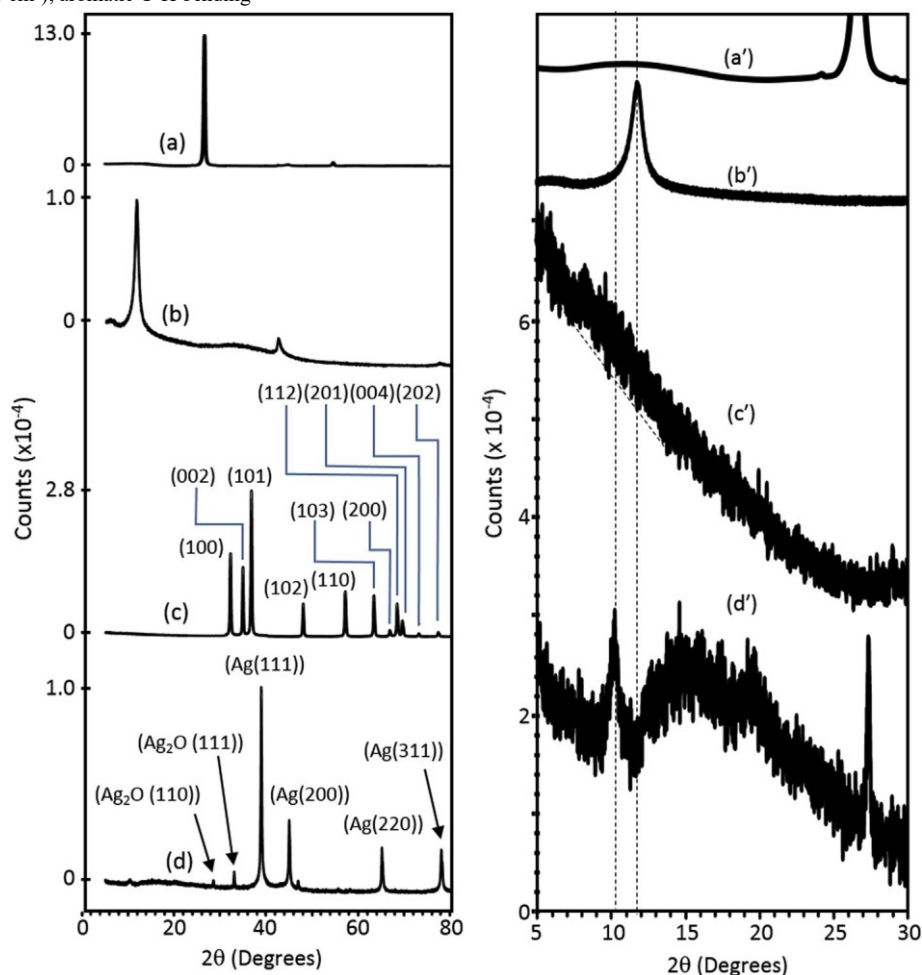 cm ), aromatic C-H bonding
13.0
(a)
0
1.0
0
(b)
(112)(201)(004)(202)
2.8
(002)
(101)
(103)
(200)
(100)
(102)
(110)
(c)
0
(Ag(111))
1.0
(Ag₂O (111))
(Ag(311))
(Ag₂O (110))
(Ag(200))
(Ag(220))
(d)
0
0 20 40 60 80
2θ (Degrees)
Counts (x10⁻⁴)
(a’)
(b’)
6
(c’)
4
(d’)
2
0
5 10 15 20 25 30
2θ (Degrees)
Counts (x 10⁻⁴)